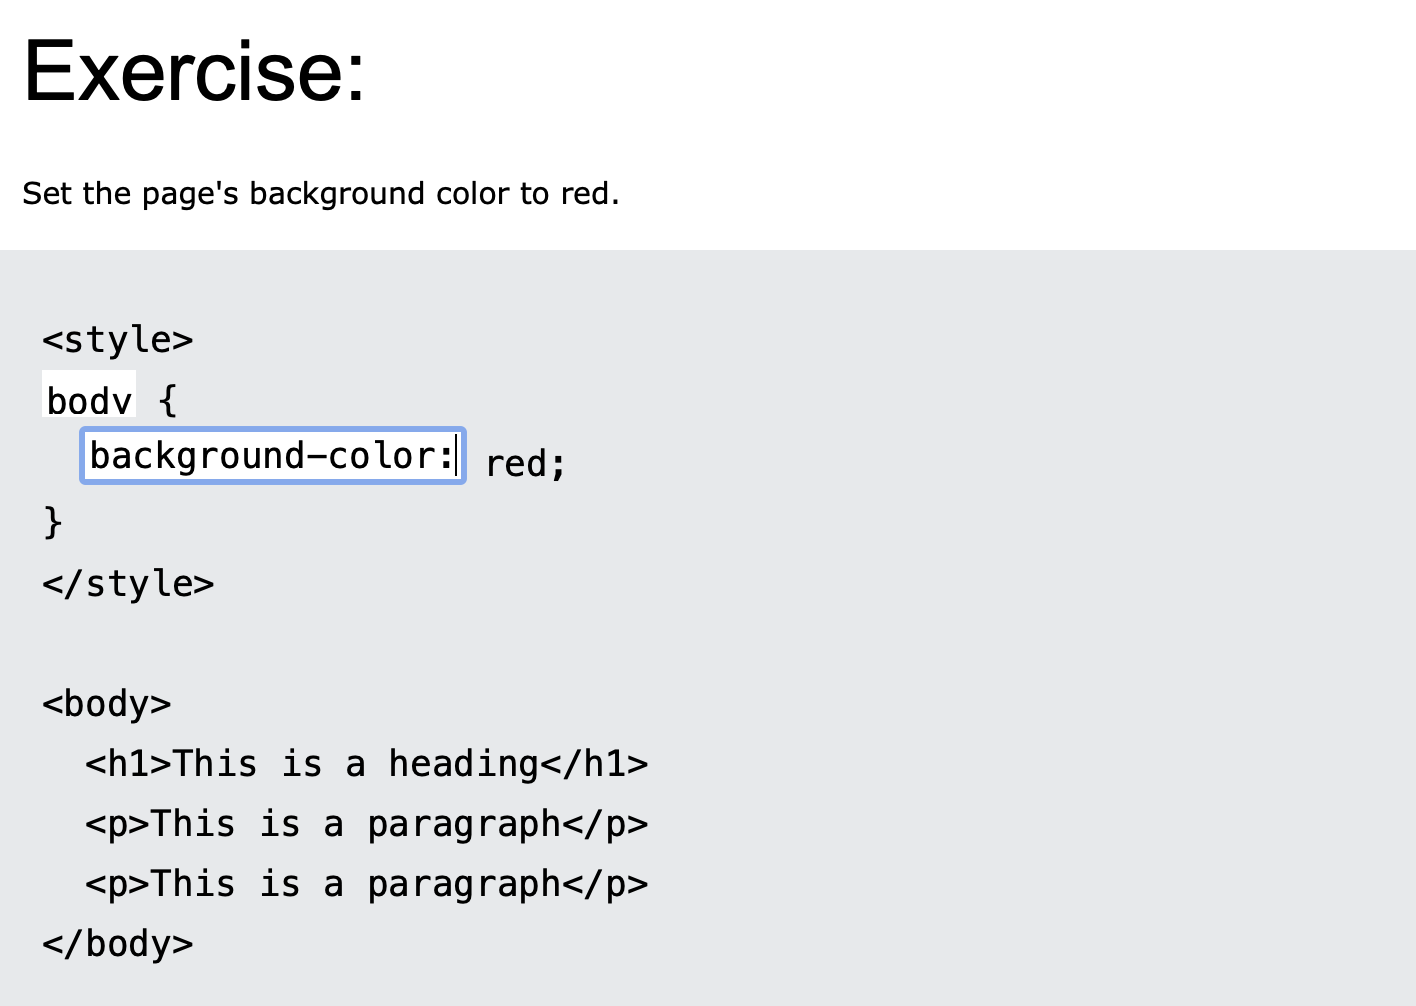 Exercise:
Set the page's background color to red.
<style>
body {
background-color: red;
}
</style>
<body>
<h1>This is a heading</h1>
<p>This is a paragraph</p>
<p>This is a paragraph</p>
</body>